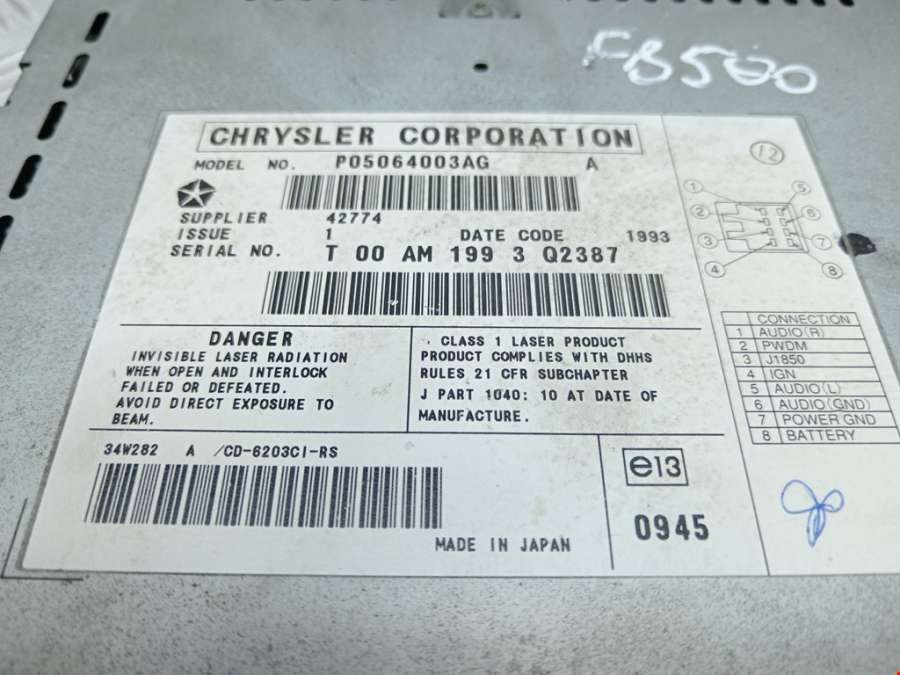 FB500
CHRYSLER CORPORATION
MODEL NO. P05064003AG A
SUPPLIER 42774
ISSUE 1 DATE CODE 1993
SERIAL NO. T 00 AM 199 3 Q2387
DANGER
INVISIBLE LASER RADIATION
WHEN OPEN AND INTERLOCK
FAILED OR DEFEATED.
AVOID DIRECT EXPOSURE TO
BEAM.
CLASS 1 LASER PRODUCT
PRODUCT COMPLIES WITH DHHS
RULES 21 CFR SUBCHAPTER
J PART 1040: 10 AT DATE OF
MANUFACTURE.
34W282 A /CD-6203CI-RS
MADE IN JAPAN
e13
0945
12
1 5
2 6
3 7
4 8
CONNECTION
1 AUDIO(R)
2 PWDM
3 J1850
4 IGN
5 AUDIO(L)
6 AUDIO(GND)
7 POWER GND
8 BATTERY